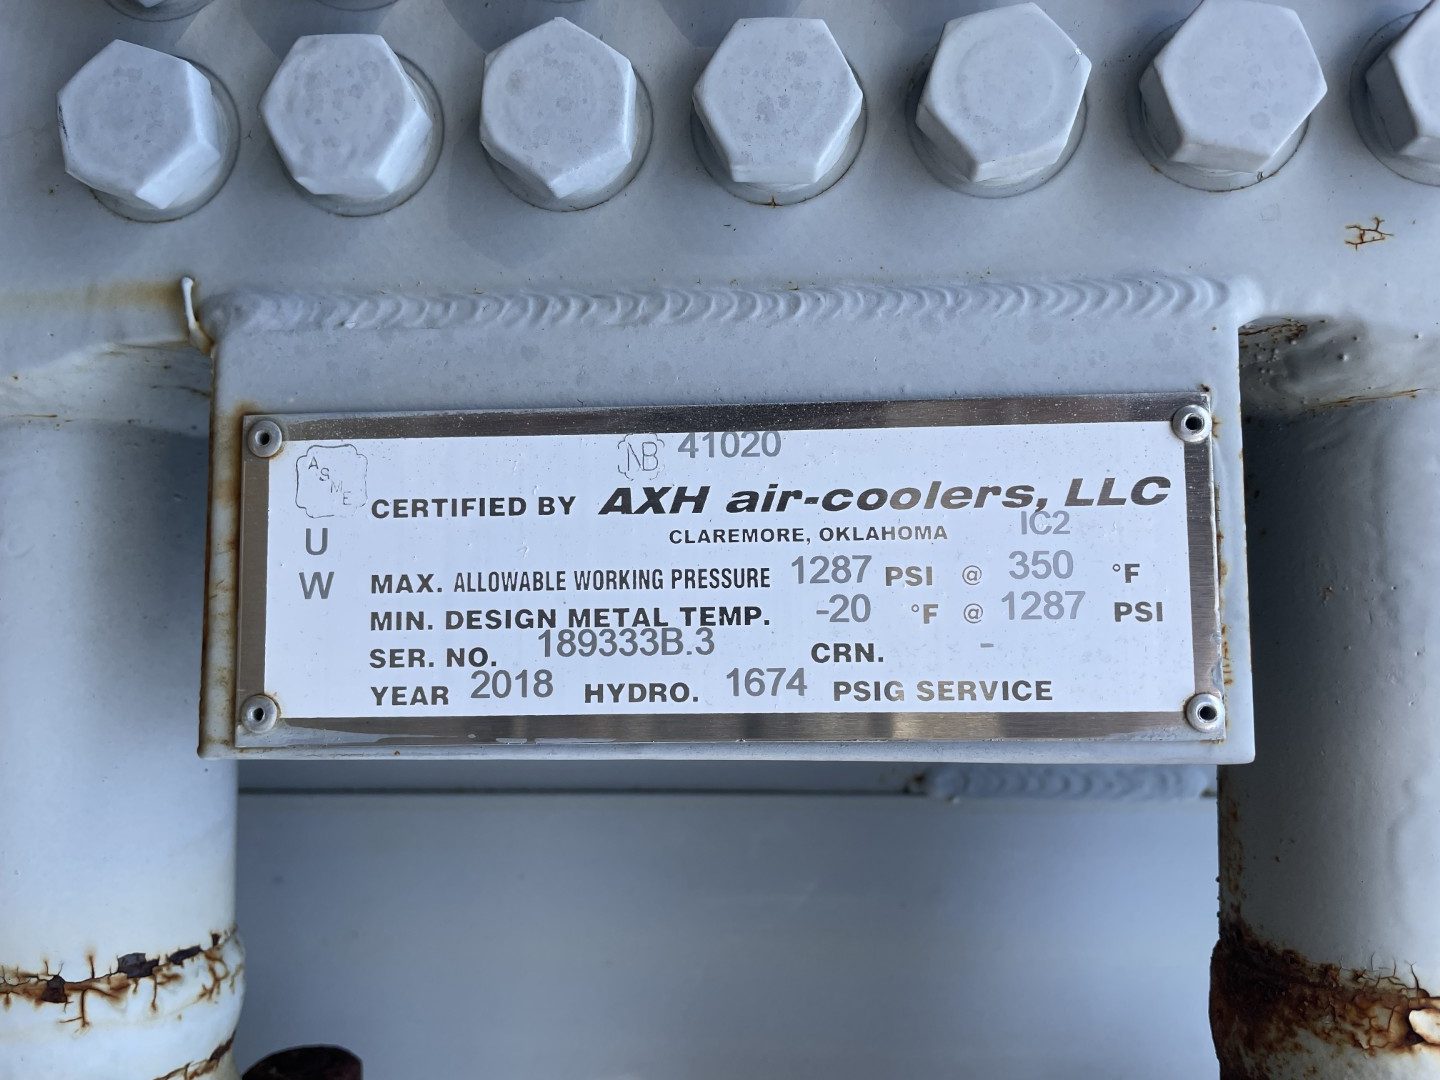 NB 41020
ASME CERTIFIED BY AXH air-coolers, LLC
CLAREMORE, OKLAHOMA IC2
U
W MAX. ALLOWABLE WORKING PRESSURE 1287 PSI @ 350 °F
MIN. DESIGN METAL TEMP. -20 °F @ 1287 PSI
SER. NO. 189333B.3 CRN. -
YEAR 2018 HYDRO. 1674 PSIG SERVICE